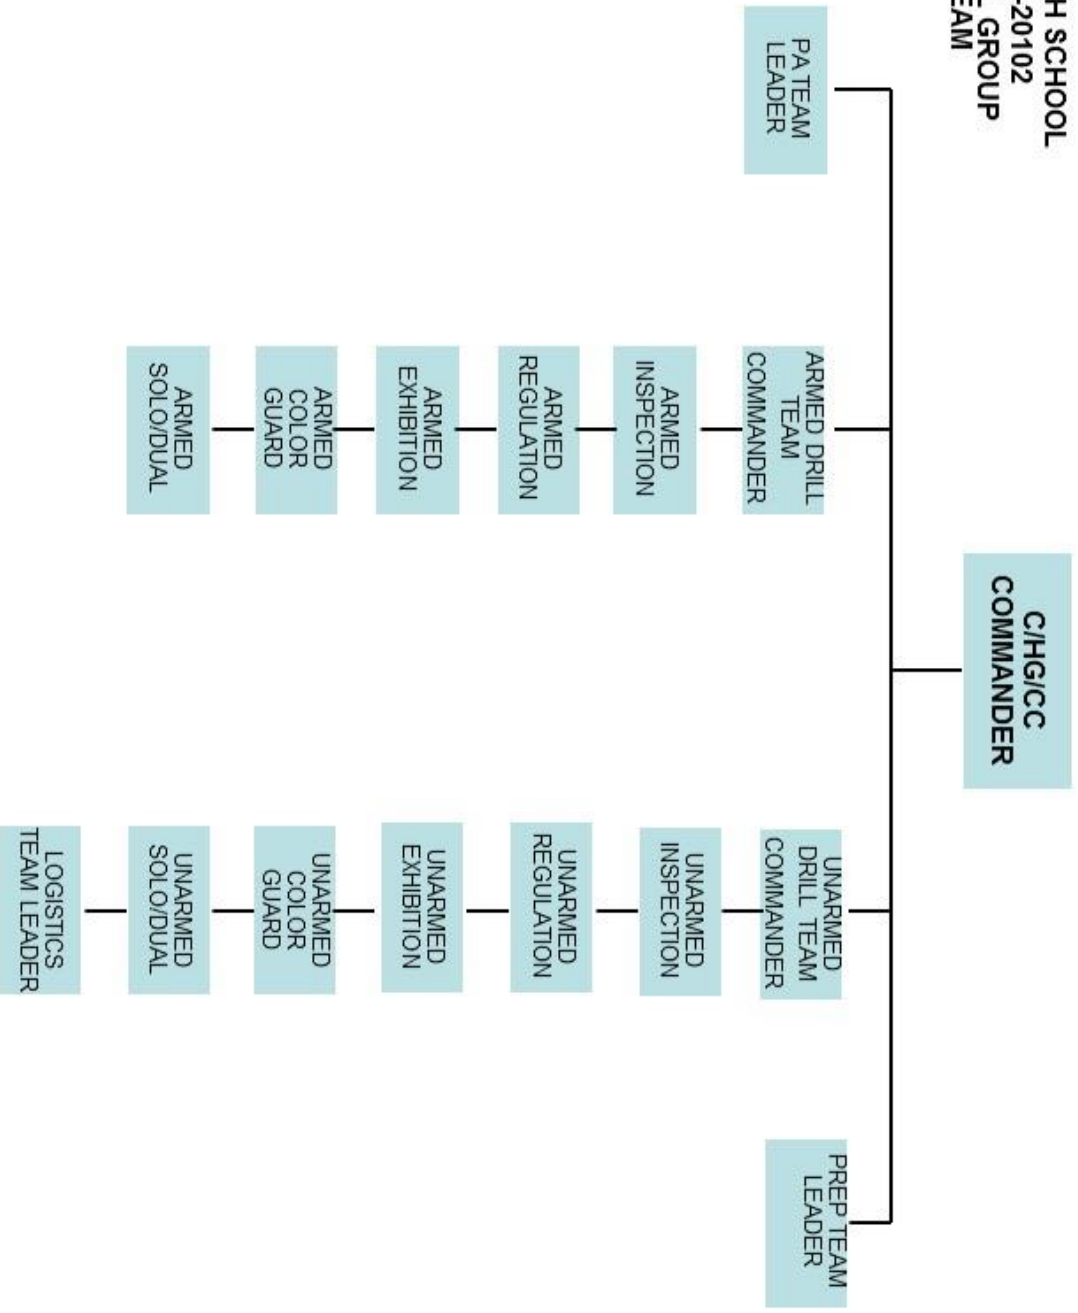 H SCHOOL
-20102
GROUP
EAM
C/HG/CC
COMMANDER
PA TEAM
LEADER
ARMED DRILL
TEAM
COMMANDER
ARMED
INSPECTION
ARMED
REGULATION
ARMED
EXHIBITION
ARMED
COLOR
GUARD
ARMED
SOLO/DUAL
UNARMED
DRILL TEAM
COMMANDER
UNARMED
INSPECTION
UNARMED
REGULATION
UNARMED
EXHIBITION
UNARMED
COLOR
GUARD
UNARMED
SOLO/DUAL
LOGISTICS
TEAM LEADER
PREP TEAM
LEADER